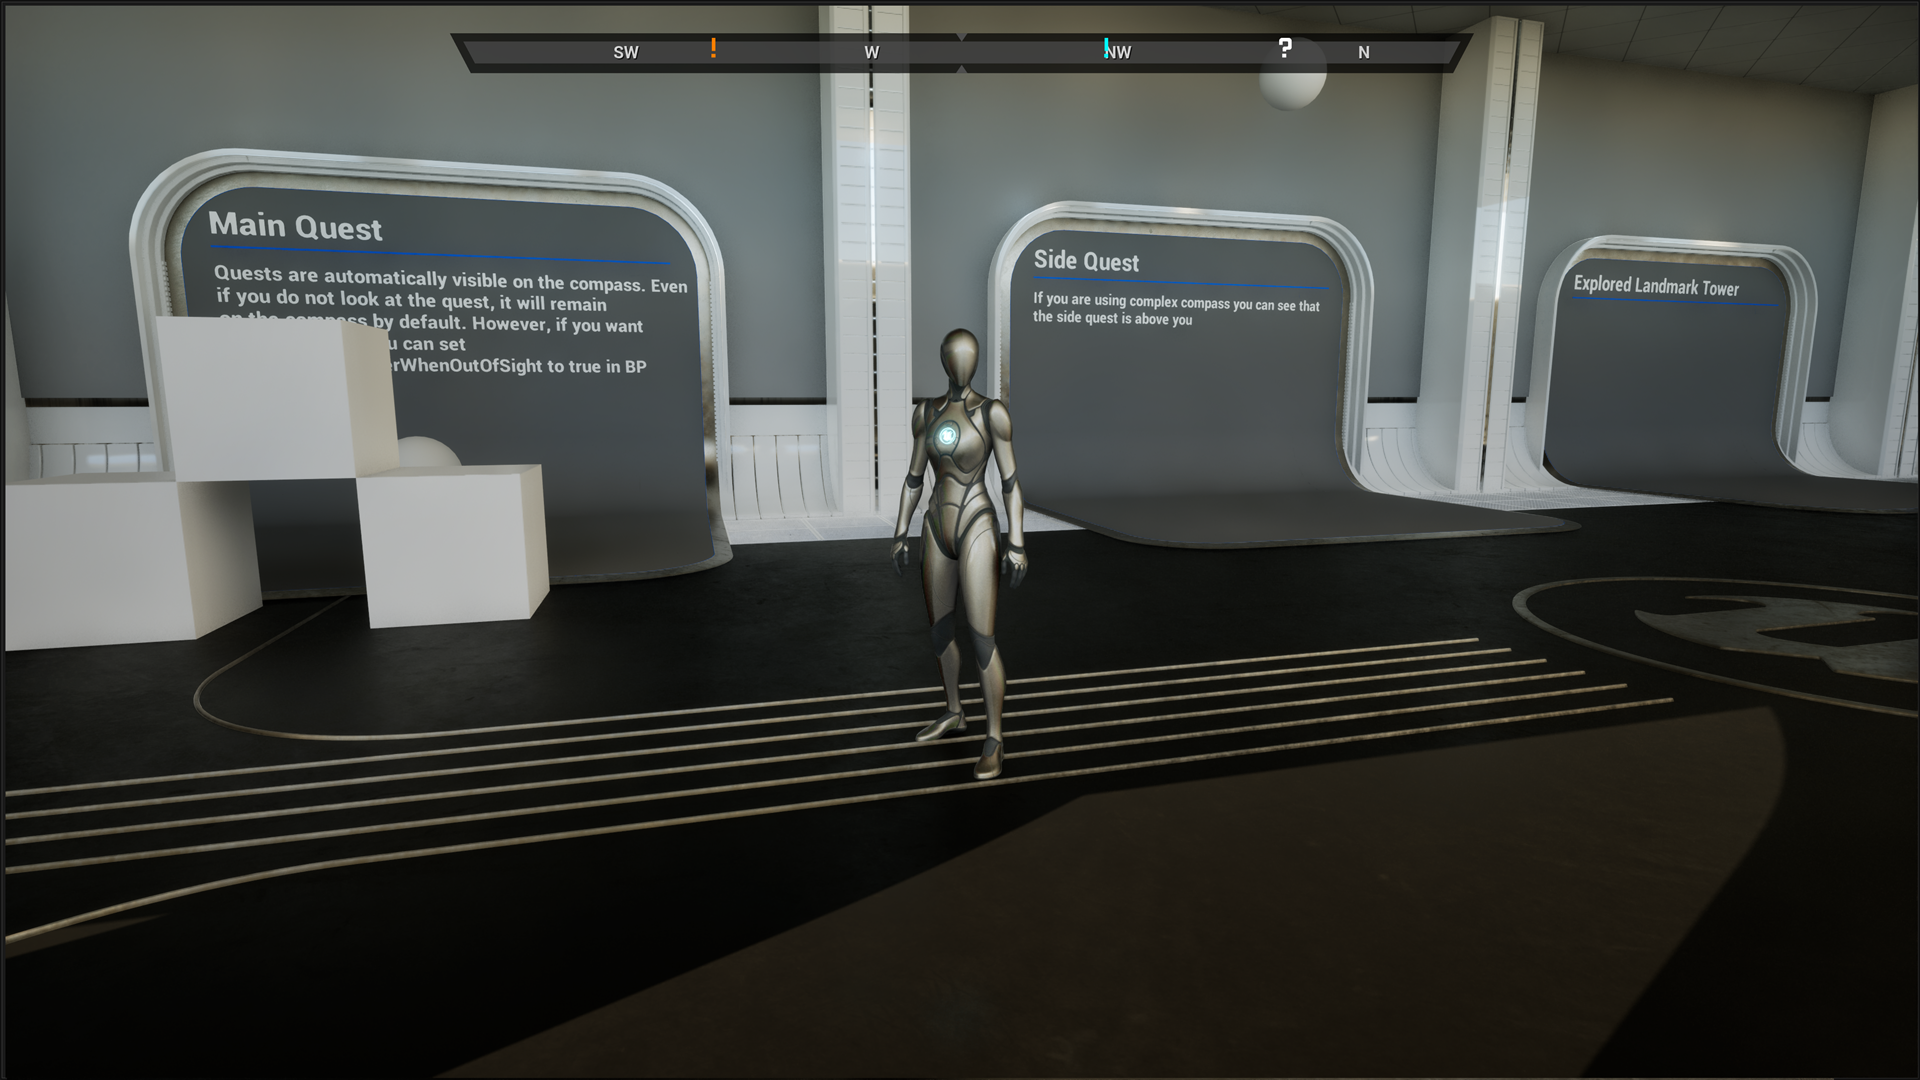 SW ! W ! NW ? N
Main Quest
Quests are automatically visible on the compass. Even
if you do not look at the quest, it will remain
compass by default. However, if you want
can set
WhenOutOfSight to true in BP
Side Quest
If you are using complex compass you can see that
the side quest is above you
Explored Landmark Tower